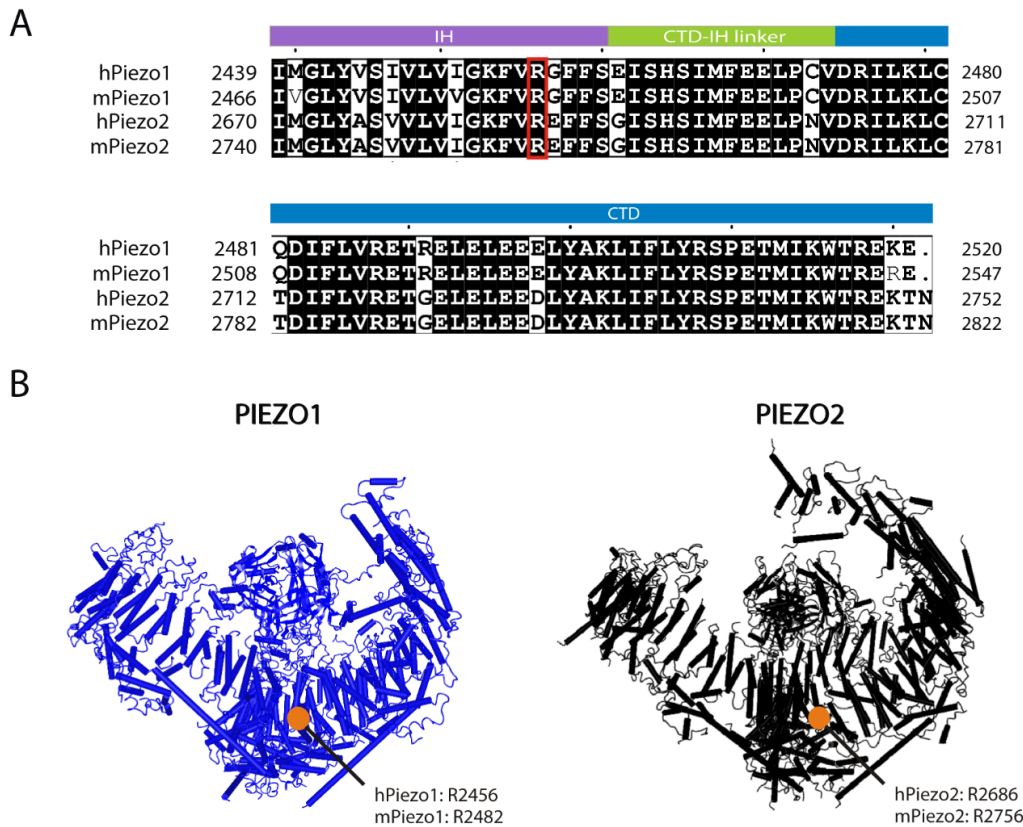 A
IH CTD-IH linker
hPiezo1 2439 IMGLYVSIVLVIGKFVRGFFSEISHSIMFEELPCVDRILKLC 2480
mPiezo1 2466 IVGLYVSIVLVVGKFVRGFFSEISHSIMFEELPCVDRILKLC 2507
hPiezo2 2670 IMGLYASVVLVIGKFVREFFSGISHSIMFEELPNVDRILKLC 2711
mPiezo2 2740 IMGLYASVVLVIGKFVREFFSGISHSIMFEELPNVDRILKLC 2781
CTD
hPiezo1 2481 QDIFLVRETRELELEEELYAKLIFLYRSPETMIKWTREKE. 2520
mPiezo1 2508 QDIFLVRETRELELEEELYAKLIFLYRSPETMIKWTRERE. 2547
hPiezo2 2712 TDIFLVRETGELELEEDLYAKLIFLYRSPETMIKWTREKTN 2752
mPiezo2 2782 TDIFLVRETGELELEEDLYAKLIFLYRSPETMIKWTREKTN 2822
B
PIEZO1 PIEZO2
hPiezo1: R2456
mPiezo1: R2482
hPiezo2: R2686
mPiezo2: R2756